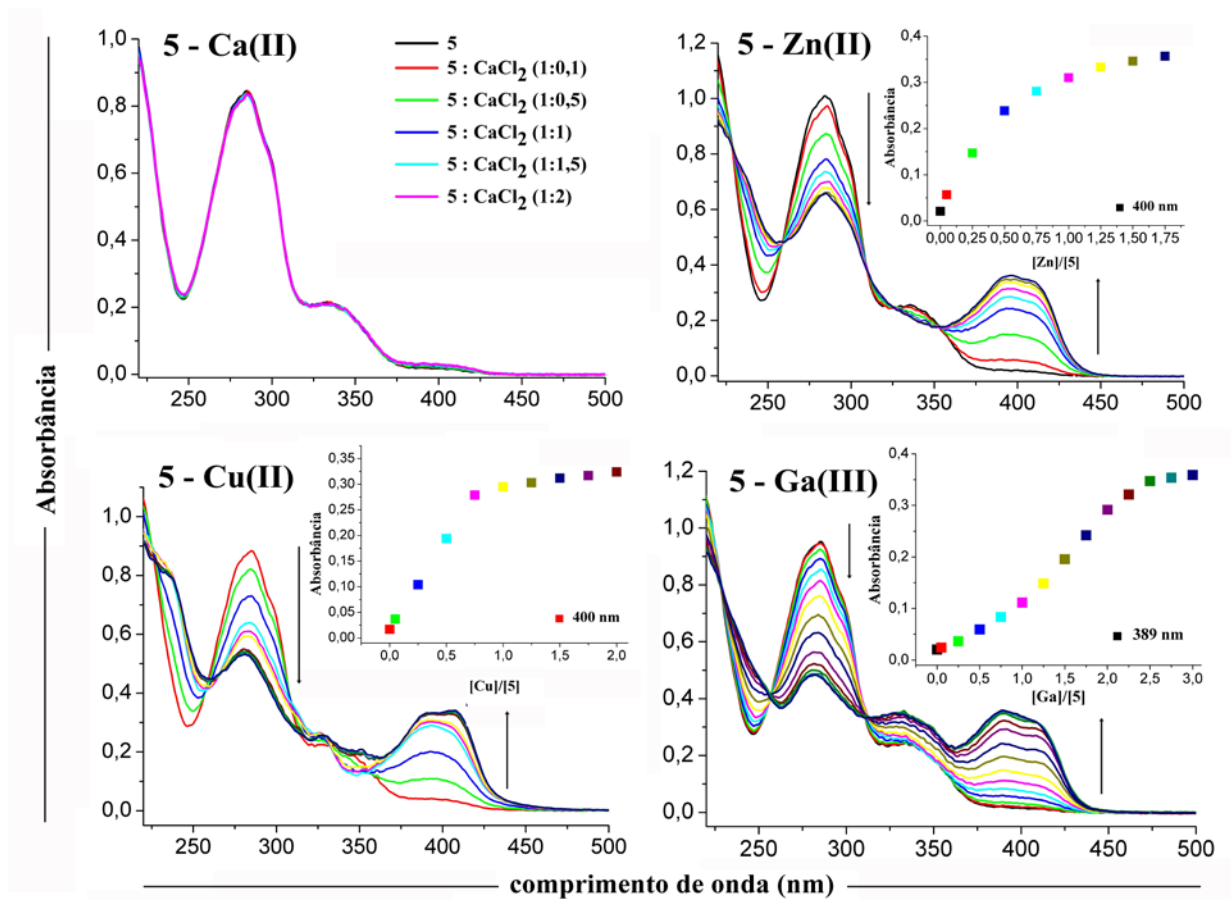 Absorbância
5 - Ca(II)
5
5 : CaCl2 (1:0,1)
5 : CaCl2 (1:0,5)
5 : CaCl2 (1:1)
5 : CaCl2 (1:1,5)
5 : CaCl2 (1:2)
1,0
0,8
0,6
0,4
0,2
0,0
250 300 350 400 450 500
5 - Zn(II)
1,2
1,0
0,8
0,6
0,4
0,2
0,0
250 300 350 400 450 500
Absorbância
0,4
0,3
0,2
0,1
0,0
0,00 0,25 0,50 0,75 1,00 1,25 1,50 1,75
[Zn]/[5]
400 nm
5 - Cu(II)
1,0
0,8
0,6
0,4
0,2
0,0
250 300 350 400 450 500
Absorbância
0,35
0,30
0,25
0,20
0,15
0,10
0,05
0,00
0,0 0,5 1,0 1,5 2,0
[Cu]/[5]
400 nm
5 - Ga(III)
1,2
1,0
0,8
0,6
0,4
0,2
0,0
250 300 350 400 450 500
Absorbância
0,4
0,3
0,2
0,1
0,0
0,0 0,5 1,0 1,5 2,0 2,5 3,0
[Ga]/[5]
389 nm
comprimento de onda (nm)